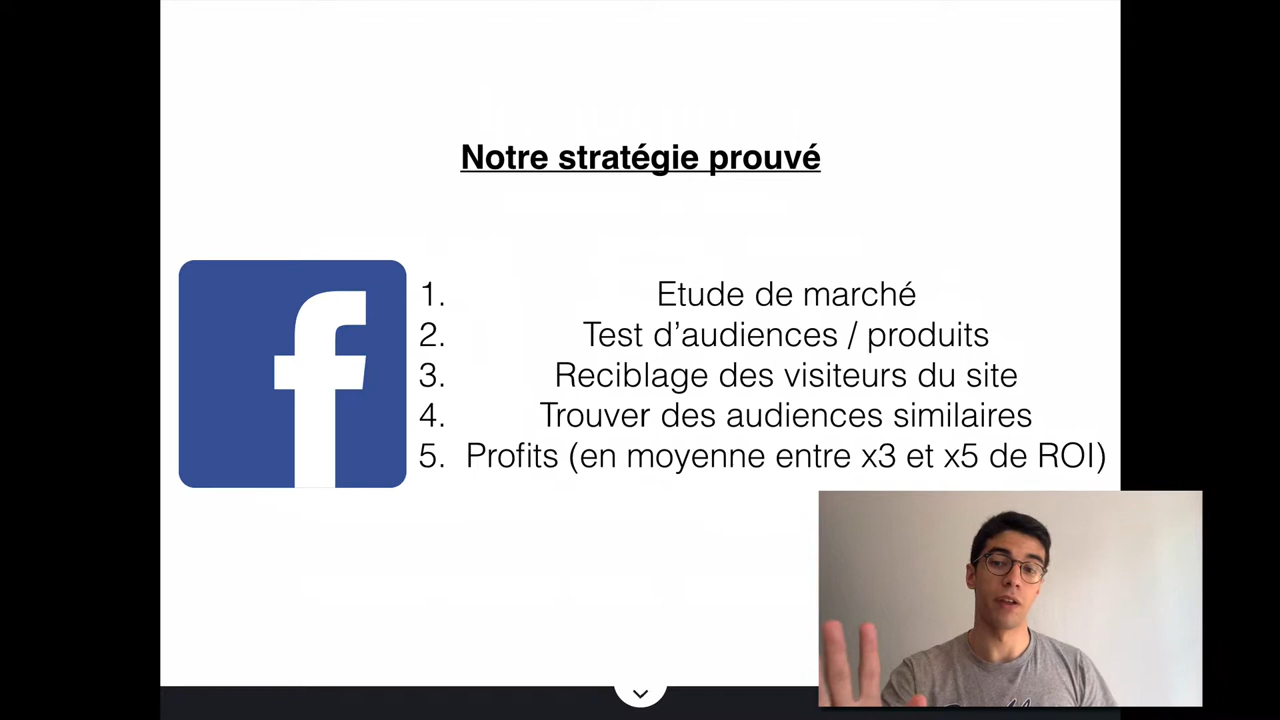 Notre stratégie prouvé
1. Etude de marché
2. Test d’audiences / produits
3. Reciblage des visiteurs du site
4. Trouver des audiences similaires
5. Profits (en moyenne entre x3 et x5 de ROI)